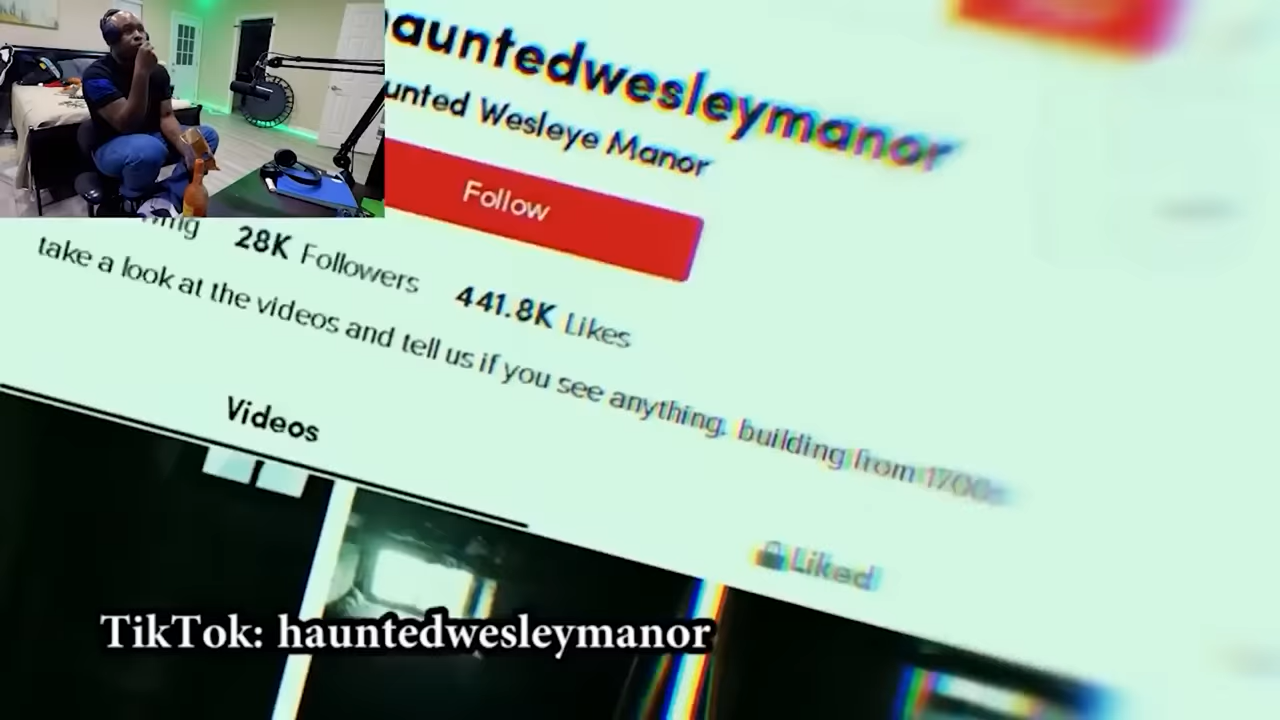 hauntedwesleymanor
unted Wesleye Manor
Follow
28K Followers 441.8K Likes
take a look at the videos and tell us if you see anything. building from 1700s
Videos
Liked
TikTok: hauntedwesleymanor